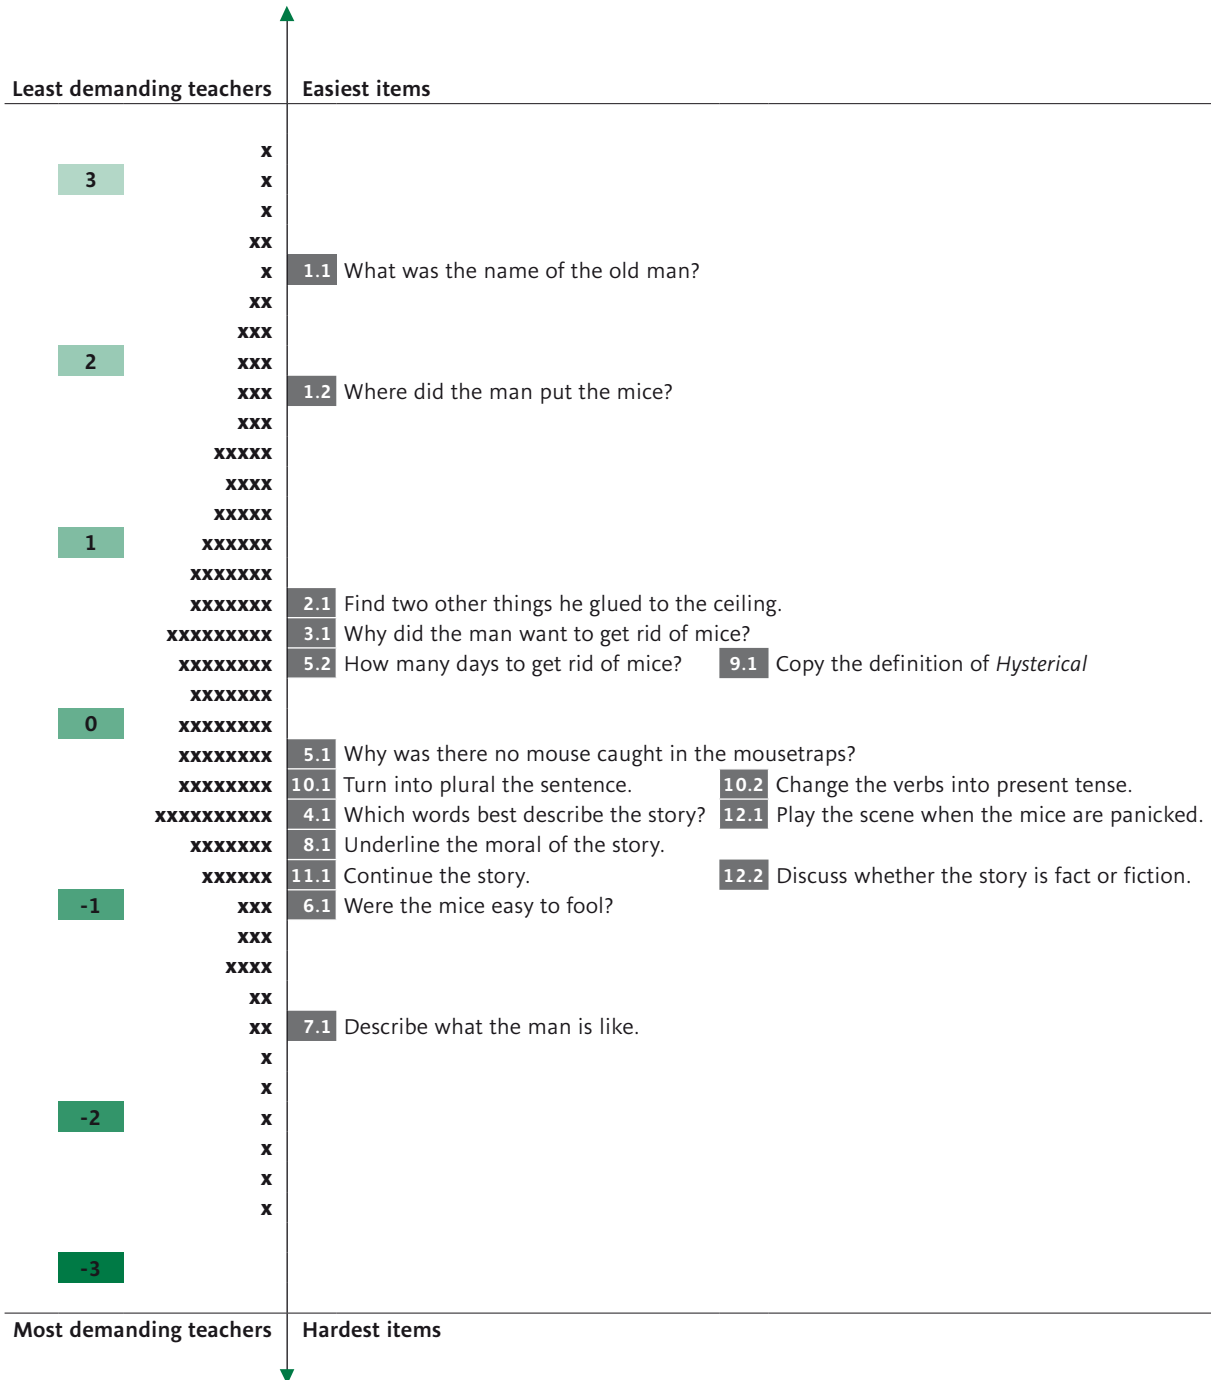 Least demanding teachers Easiest items
x
3 x
x
xx
x 1.1 What was the name of the old man?
xx
xxx
2 xxx
xxx 1.2 Where did the man put the mice?
xxx
xxxxx
xxxx
xxxxx
1 xxxxxx
xxxxxxx
xxxxxxx 2.1 Find two other things he glued to the ceiling.
xxxxxxxxx 3.1 Why did the man want to get rid of mice?
xxxxxxxx 5.2 How many days to get rid of mice? 9.1 Copy the definition of Hysterical
xxxxxxx
0 xxxxxxxx
xxxxxxxx 5.1 Why was there no mouse caught in the mousetraps?
xxxxxxxx 10.1 Turn into plural the sentence. 10.2 Change the verbs into present tense.
xxxxxxxxxx 4.1 Which words best describe the story? 12.1 Play the scene when the mice are panicked.
xxxxxxx 8.1 Underline the moral of the story.
xxxxxx 11.1 Continue the story. 12.2 Discuss whether the story is fact or fiction.
-1 xxx 6.1 Were the mice easy to fool?
xxx
xxxx
xx
xx 7.1 Describe what the man is like.
x
x
-2 x
x
x
x
-3
Most demanding teachers Hardest items